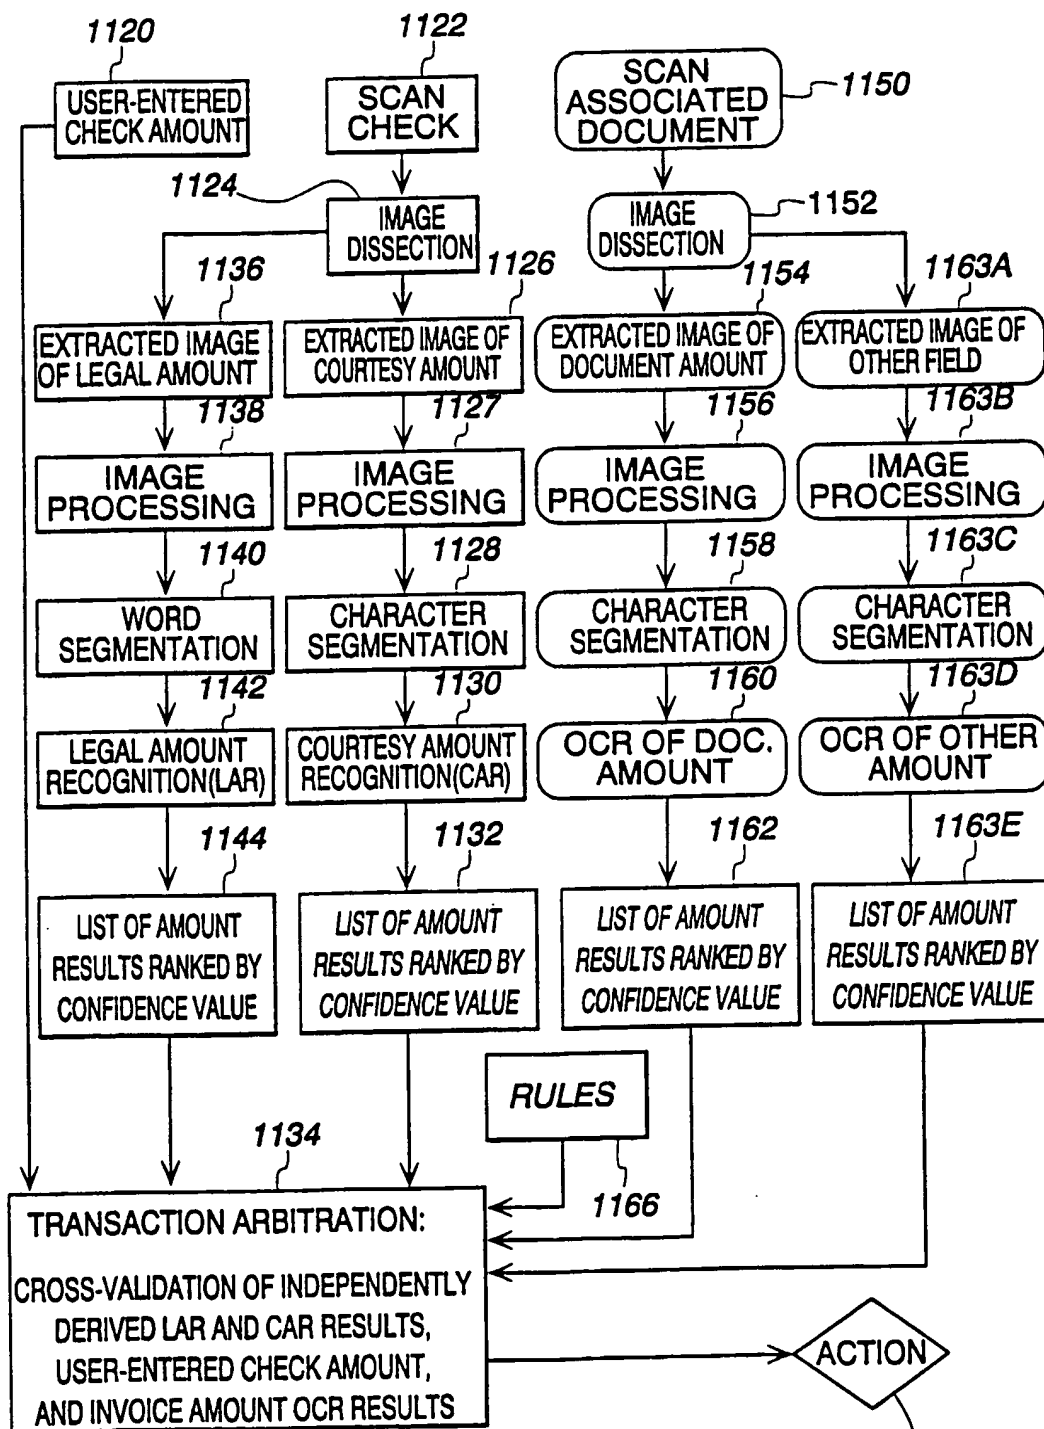 1120
1122
1150
USER-ENTERED
CHECK AMOUNT
SCAN
CHECK
SCAN
ASSOCIATED
DOCUMENT
1124
IMAGE
DISSECTION
IMAGE
DISSECTION
1152
1136
1126
1154
1163A
EXTRACTED IMAGE
OF LEGAL AMOUNT
EXTRACTED IMAGE OF
COURTESY AMOUNT
EXTRACTED IMAGE OF
DOCUMENT AMOUNT
EXTRACTED IMAGE OF
OTHER FIELD
1138
1127
1156
1163B
IMAGE
PROCESSING
IMAGE
PROCESSING
IMAGE
PROCESSING
IMAGE
PROCESSING
1140
1128
1158
1163C
WORD
SEGMENTATION
CHARACTER
SEGMENTATION
CHARACTER
SEGMENTATION
CHARACTER
SEGMENTATION
1142
1130
1160
1163D
LEGAL AMOUNT
RECOGNITION(LAR)
COURTESY AMOUNT
RECOGNITION(CAR)
OCR OF DOC.
AMOUNT
OCR OF OTHER
AMOUNT
1144
1132
1162
1163E
LIST OF AMOUNT
RESULTS RANKED BY
CONFIDENCE VALUE
LIST OF AMOUNT
RESULTS RANKED BY
CONFIDENCE VALUE
LIST OF AMOUNT
RESULTS RANKED BY
CONFIDENCE VALUE
LIST OF AMOUNT
RESULTS RANKED BY
CONFIDENCE VALUE
RULES
1134
1166
TRANSACTION ARBITRATION:
CROSS-VALIDATION OF INDEPENDENTLY
DERIVED LAR AND CAR RESULTS,
USER-ENTERED CHECK AMOUNT,
AND INVOICE AMOUNT OCR RESULTS
ACTION